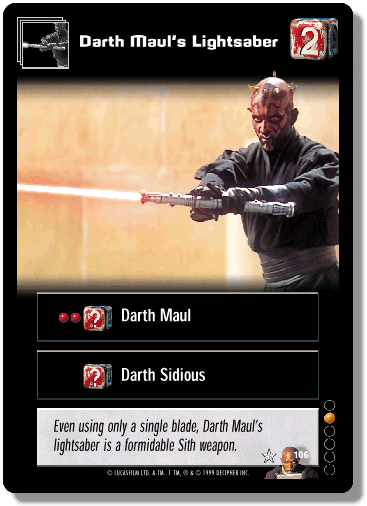 Darth Maul's Lightsaber
2
? Darth Maul
? Darth Sidious
Even using only a single blade, Darth Maul's
lightsaber is a formidable Sith weapon.
106
© LUCASFILM LTD. & TM. 1 TM, ® & © 1999 DECIPHER INC.